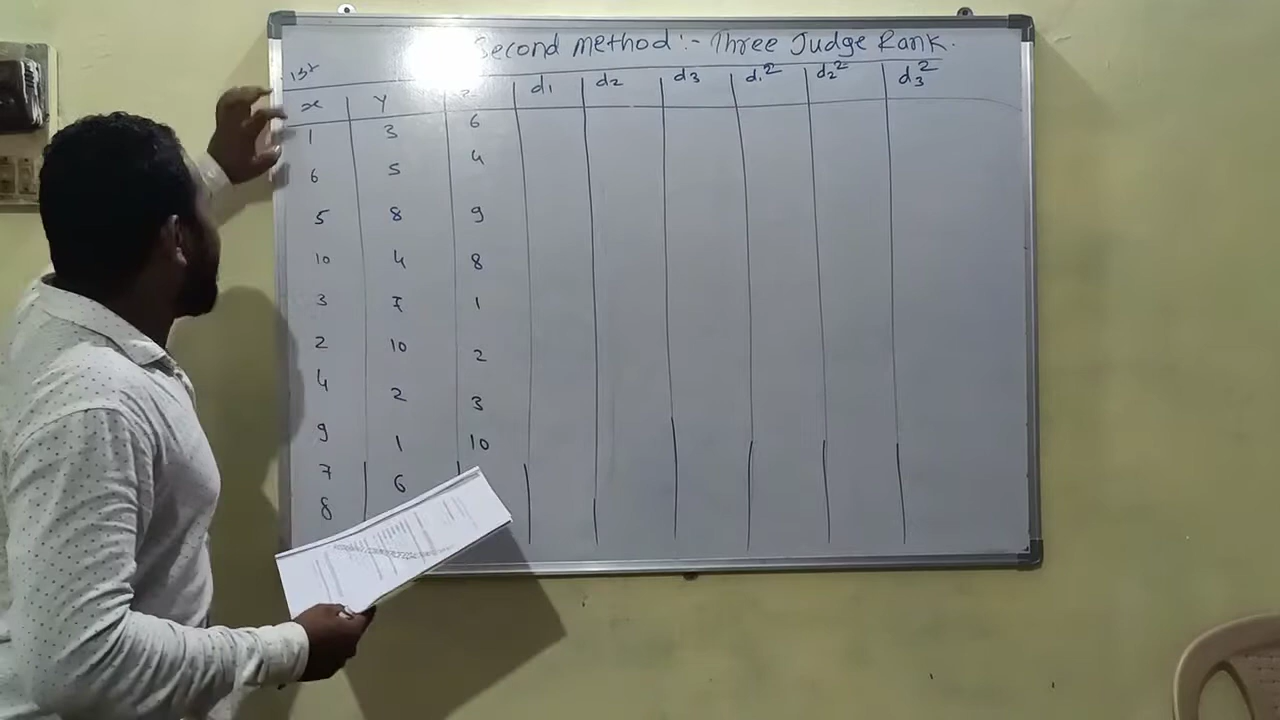 Second method :- Three Judge Rank.
1st
x Y d1 d2 d3 d1² d2² d3²
1 3 6
6 5 4
5 8 9
10 4 8
3 7 1
2 10 2
4 2 3
9 1 10
7 6
8